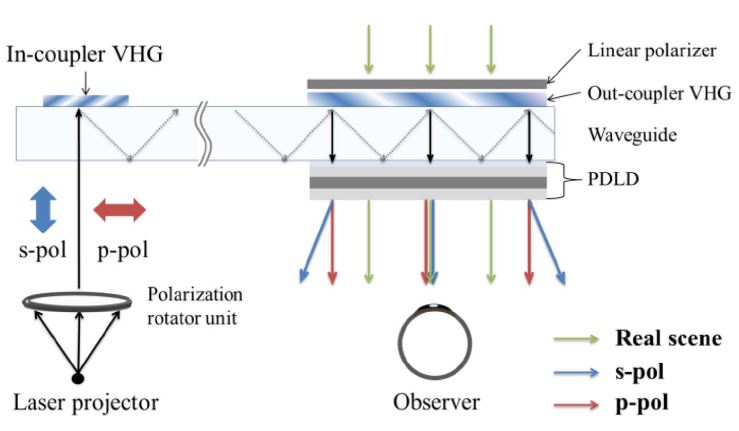 In-coupler VHG
Linear polarizer
Out-coupler VHG
Waveguide
PDLD
s-pol
p-pol
Polarization
rotator unit
Laser projector
Observer
Real scene
s-pol
p-pol